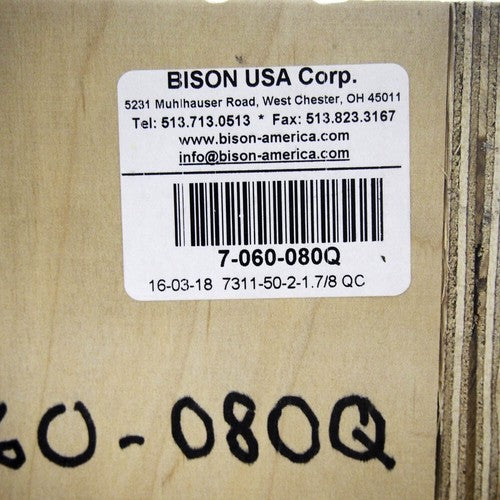 BISON USA Corp.
5231 Muhlhauser Road, West Chester, OH 45011
Tel: 513.713.0513 * Fax: 513.823.3167
www.bison-america.com
info@bison-america.com
7-060-080Q
16-03-18 7311-50-2-1.7/8 QC
60-080Q